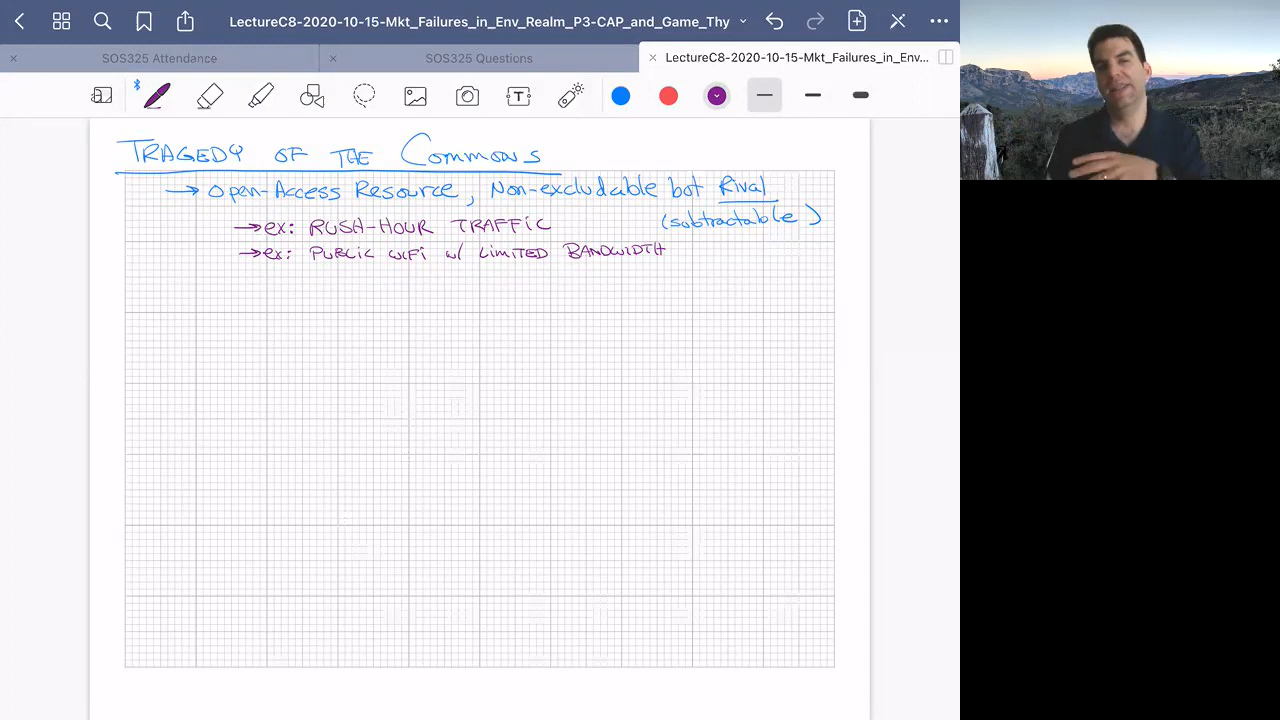 LectureC8-2020-10-15-Mkt_Failures_in_Env_Realm_P3-CAP_and_Game_Thy
SOS325 Attendance
SOS325 Questions
LectureC8-2020-10-15-Mkt_Failures_in_Env...
TRAGEDY OF THE COMMONS
→ Open-Access Resource, Non-excludable but Rival
(subtractable)
→ex: RUSH-HOUR TRAFFIC
→ex: PUBLIC WIFI w/ LIMITED BANDWIDTH